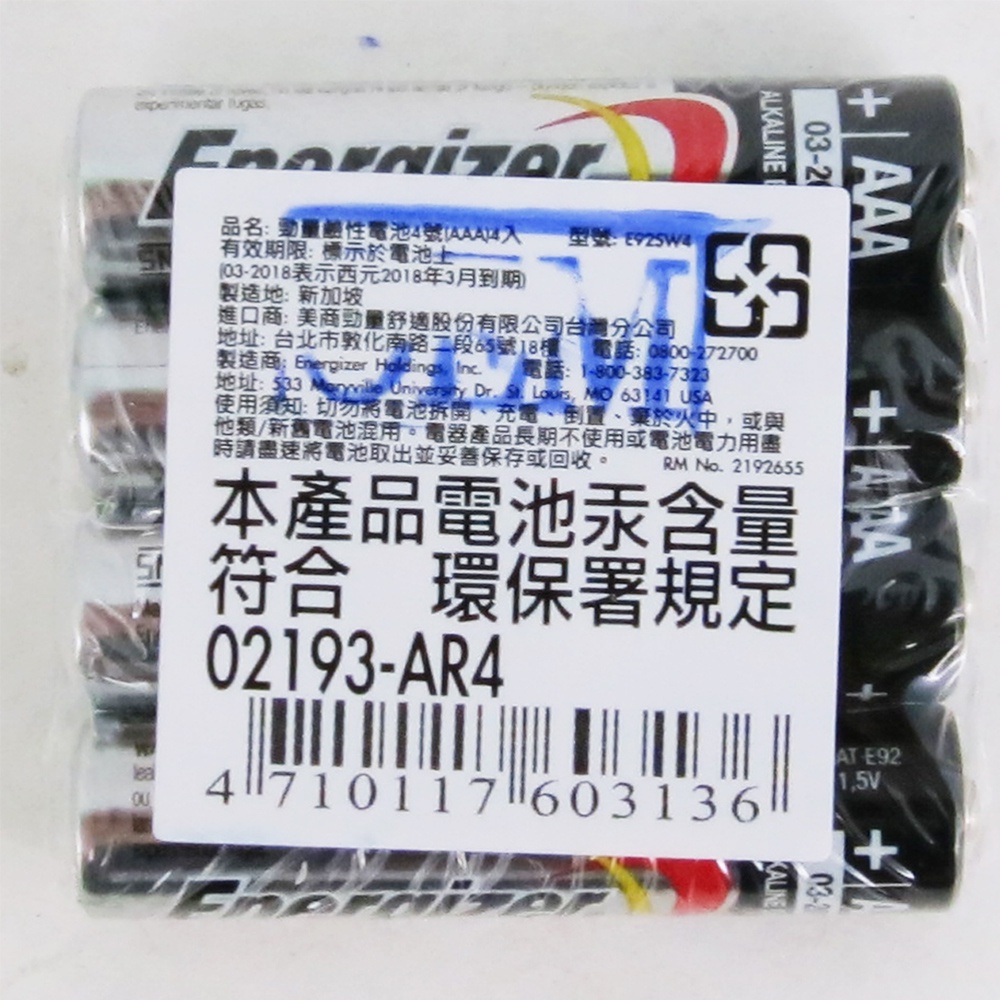 experimentar fugas.
Energizer
ALKALINE
03-20
+ AAA
品名: 勁量鹼性電池4號(AAA)4入 型號: E92SW4
有效期限: 標示於電池上
(03-2018表示西元2018年3月到期)
製造地: 新加坡
進口商: 美商勁量舒適股份有限公司台灣分公司
地址: 台北市敦化南路二段65號18樓 電話: 0800-272700
製造商: Energizer Holdings, Inc. 電話: 1-800-383-7323
地址: 533 Maryville University Dr. St. Louis, MO 63141 USA
使用須知: 切勿將電池拆開、充電、倒置、棄於火中，或與
他類/新舊電池混用。電器產品長期不使用或電池電力用盡
時請盡速將電池取出並妥善保存或回收。 RM No. 2192655
+ AAA
本產品電池汞含量
符合 環保署規定
02193-AR4
4 710117 603136
E92
1,5V
+
Energizer
03-2